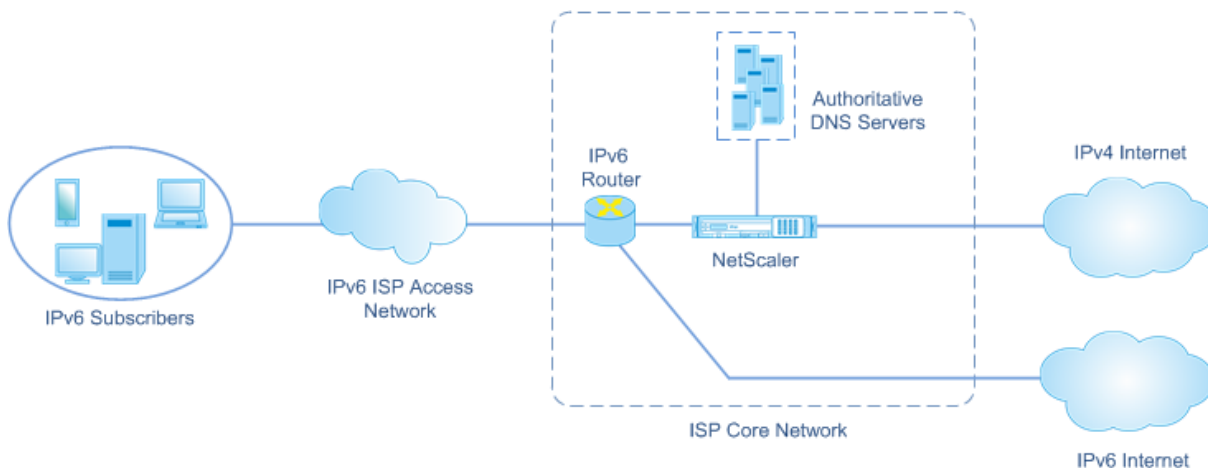 IPv6 Subscribers
IPv6 ISP Access
Network
IPv6
Router
Authoritative
DNS Servers
NetScaler
ISP Core Network
IPv4 Internet
IPv6 Internet